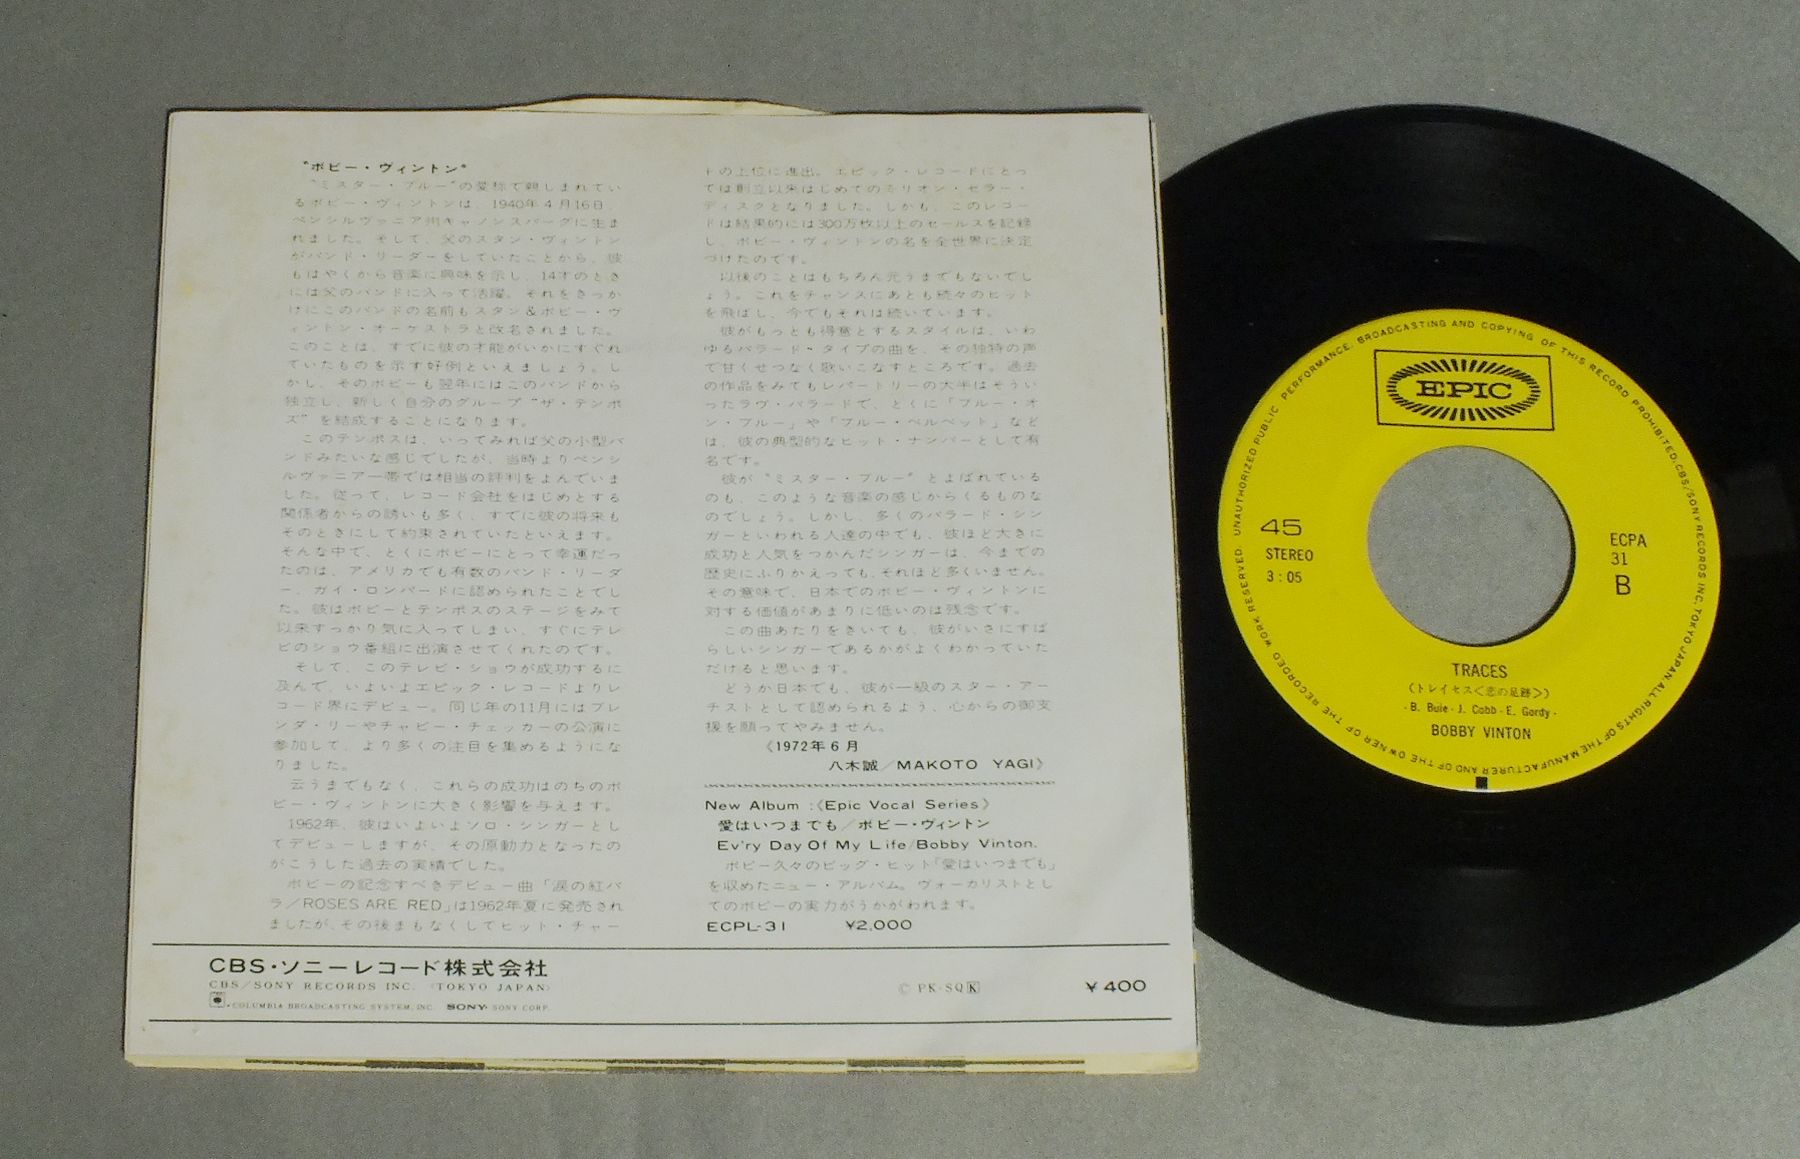 "ボビー・ヴィントン"
"ミスター・ブルー"の愛称で親しまれてい
るボビー・ヴィントンは、1940年4月16日、
ペンシルヴァニア州キャノンスバーグに生ま
れました。そして、父のスタン・ヴィントン
がバンド・リーダーをしていたことから、彼
もはやくから音楽に興味を示し、14才のとき
には父のバンドに入って活躍。それをきっか
けにこのバンドの名前もスタン&ボビー・ヴ
ィントン・オーケストラと改名されました。
このことは、すでに彼の才能がいかにすぐれ
ていたものを示す好例といえましょう。し
かし、そのボビーも翌年にはこのバンドから
独立し、新しく自分のグループ"ザ・テンポ
ズ"を結成することになります。
このテンポスは、いってみれば父の小型バ
ンドみたいな感じでしたが、当時よりペンシ
ルヴァニア一帯では相当の評判をよんでいま
した。従って、レコード会社をはじめとする
関係者からの誘いも多く、すでに彼の将来も
そのときにして約束されていたといえます。
そんな中で、とくにボビーにとって幸運だっ
たのは、アメリカでも有数のバンド・リーダ
ー、ガイ・ロンバードに認められたことでし
た。彼はボビーとテンポスのステージをみて
以来すっかり気に入ってしまい、すぐにテレ
ビのショウ番組に出演させてくれたのです。
そして、このテレビ・ショウが成功するに
及んで、いよいよエピック・レコードよりレ
コード界にデビュー。同じ年の11月にはブレ
ンダ・リーやチャビー・チェッカーの公演に
参加して、より多くの注目を集めるようにな
りました。
云うまでもなく、これらの成功はのちのボ
ビー・ヴィントンに大きく影響を与えます。
1962年、彼はいよいよソロ・シンガーとし
てデビューしますが、その原動力となったの
がこうした過去の実績でした。
ボビーの記念すべきデビュー曲「涙の紅バ
ラ/ROSES ARE RED」は1962年夏に発売され
ましたが、その後まもなくしてヒット・チャー
トの上位に進出。エピック・レコードにとっ
ては創立以来はじめてのミリオン・セラー・
ディスクとなりました。しかも、このレコー
ドは結果的には300万枚以上のセールスを記録
し、ボビー・ヴィントンの名を全世界に決定
づけたのです。
以後のことはもちろん云うまでもないでし
ょう。これをチャンスにあとも続々のヒット
を飛ばし、今でもそれは続いています。
彼がもっとも得意とするスタイルは、いわ
ゆるバラード・タイプの曲を、その独特の声
で甘くせつなく歌いこなすところです。過去
の作品をみてもレパートリーの大半はそうい
ったラヴ・バラードで、とくに「ブルー・オ
ン・ブルー」や「ブルー・ベルベット」など
は、彼の典型的なヒット・ナンバーとして有
名です。
彼が"ミスター・ブルー"とよばれている
のも、このような音楽の感じからくるものな
のでしょう。しかし、多くのバラード・シン
ガーといわれる人達の中でも、彼ほど大きに
成功と人気をつかんだシンガーは、今までの
歴史にふりかえっても、それほど多くいません。
その意味で、日本でのボビー・ヴィントンに
対する価値があまりに低いのは残念です。
この曲あたりをきいても、彼がいさにすば
らしいシンガーであるかがよくわかっていた
だけると思います。
どうか日本でも、彼が一級のスター・アー
チストとして認められるよう、心からの御支
援を願ってやみません。
《1972年6月
八木誠/MAKOTO YAGI》
New Album :《Epic Vocal Series》
愛はいつまでも/ボビー・ヴィントン
Ev'ry Day Of My Life/Bobby Vinton.
ボビー久々のビッグ・ヒット「愛はいつまでも」
を収めたニュー・アルバム。ヴォーカリストとし
てのボビーの実力がうかがわれます。
ECPL-31 ¥2,000
CBS・ソニーレコード株式会社
CBS/SONY RECORDS INC. (TOKYO JAPAN)
COLUMBIA BROADCASTING SYSTEM, INC. SONY SONY CORP.
© PK-SQ K
¥400
UNAUTHORIZED PUBLIC PERFORMANCE, BROADCASTING AND COPYING OF THIS RECORD PROHIBITED. CBS/SONY RECORDS INC. TOKYO JAPAN. ALL RIGHTS OF THE MANUFACTURER AND OF THE OWNER OF THE RECORDED WORK RESERVED.
EPIC
45
STEREO
3:05
ECPA
31
B
TRACES
(トレイセス<恋の足跡>)
- B. Buie - J. Cobb - E. Gordy -
BOBBY VINTON